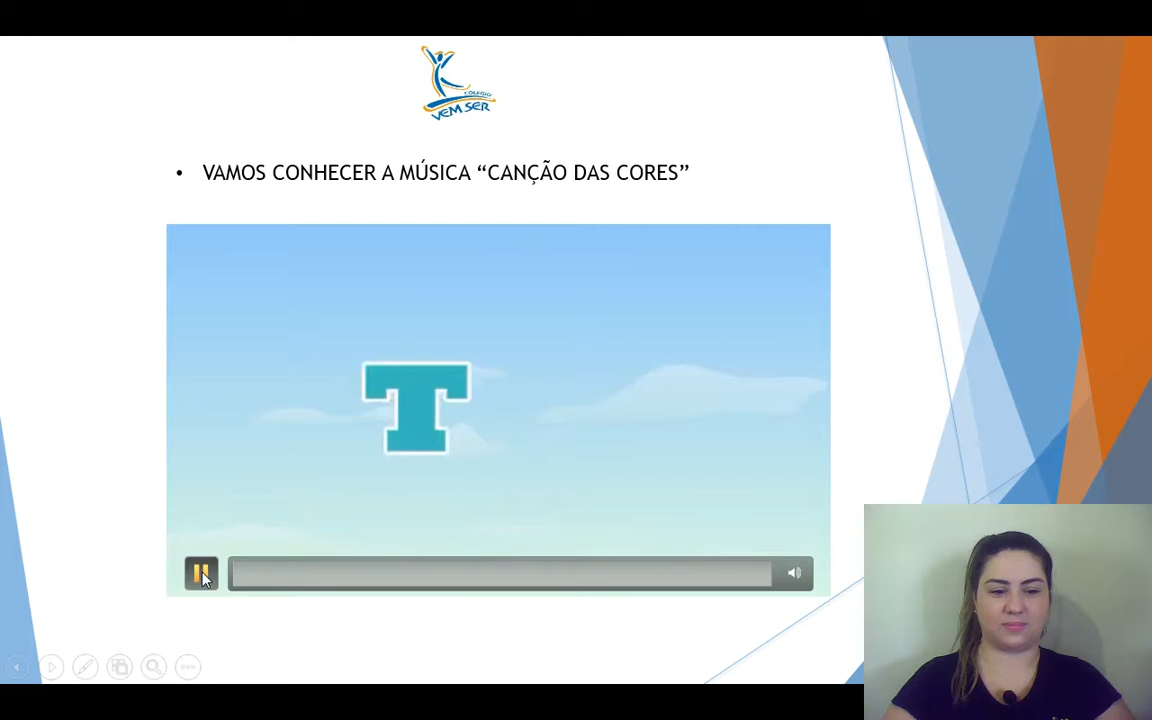 COLÉGIO
VEM SER
• VAMOS CONHECER A MÚSICA “CANÇÃO DAS CORES”
T